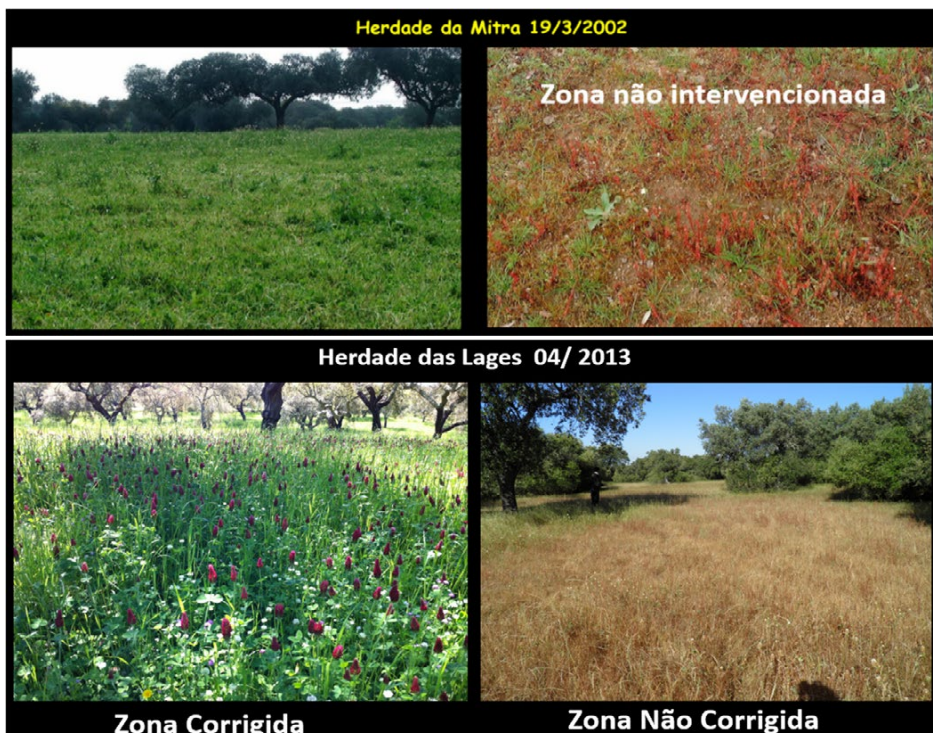 Herdade da Mitra 19/3/2002
Zona não intervencionada
Herdade das Lages 04/ 2013
Zona Corrigida
Zona Não Corrigida